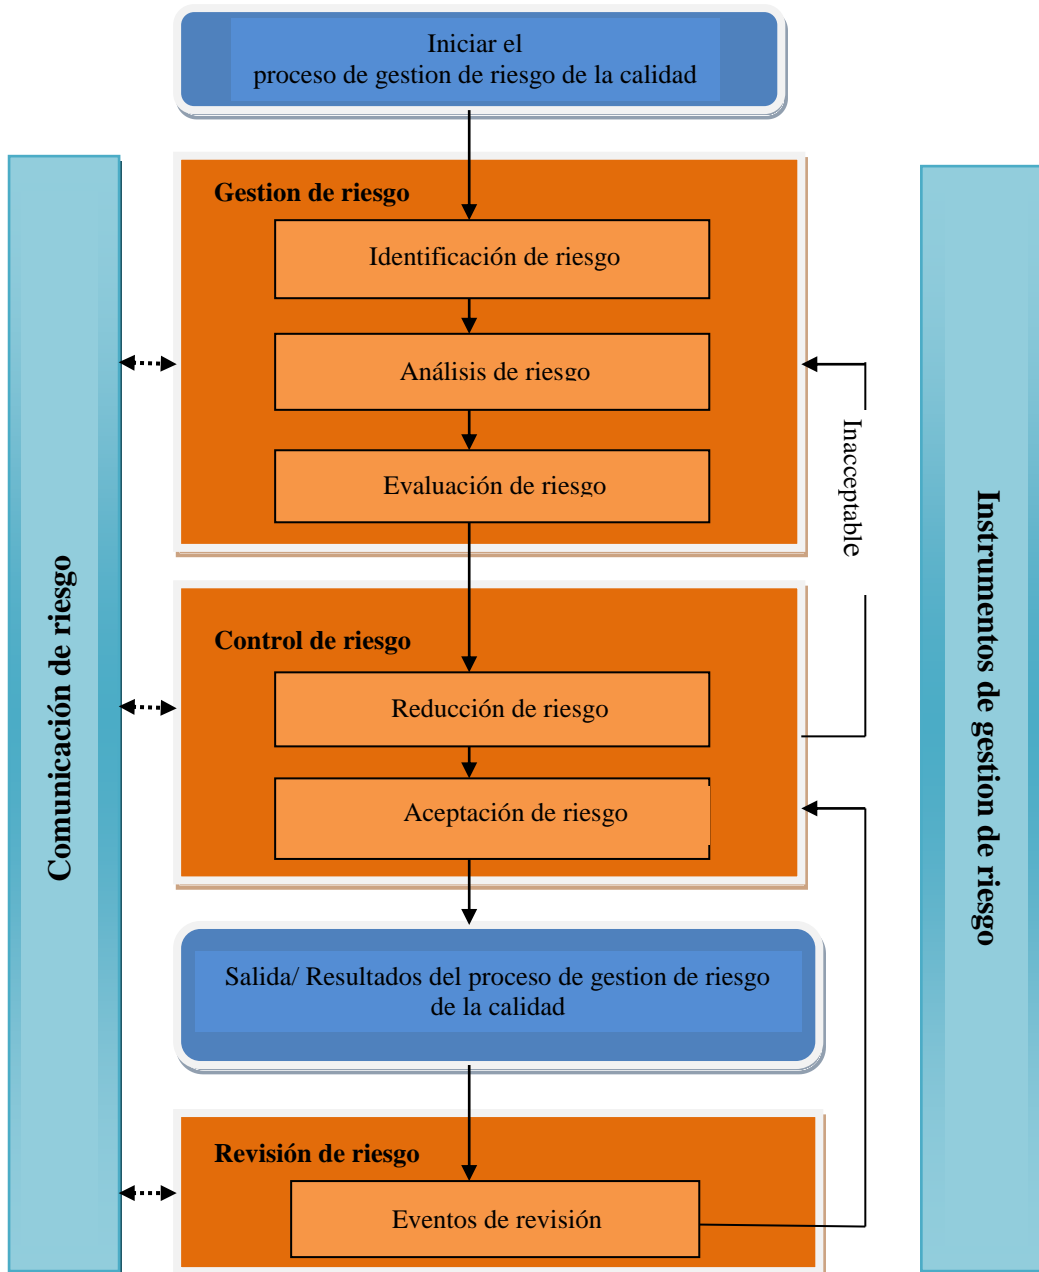 Iniciar el
proceso de gestion de riesgo de la calidad
Gestion de riesgo
Identificación de riesgo
Análisis de riesgo
Evaluación de riesgo
Inacceptable
Control de riesgo
Reducción de riesgo
Aceptación de riesgo
Salida/ Resultados del proceso de gestion de riesgo
de la calidad
Revisión de riesgo
Eventos de revisión
Comunicación de riesgo
Instrumentos de gestion de riesgo